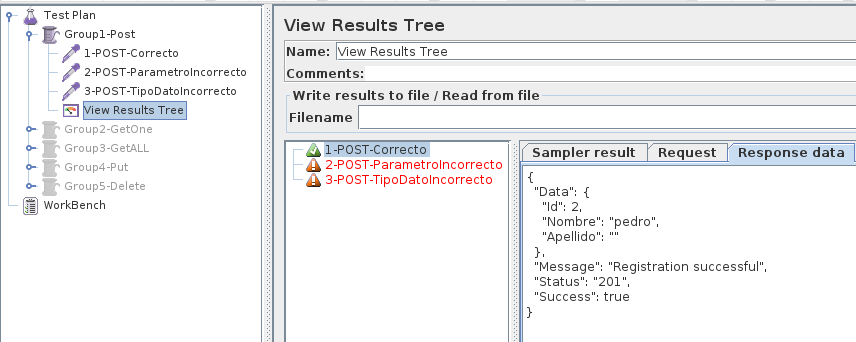 Test Plan
Group1-Post
1-POST-Correcto
2-POST-ParametroIncorrecto
3-POST-TipoDatoIncorrecto
View Results Tree
Group2-GetOne
Group3-GetALL
Group4-Put
Group5-Delete
WorkBench
View Results Tree
Name: View Results Tree
Comments:
Write results to file / Read from file
Filename
1-POST-Correcto
2-POST-ParametroIncorrecto
3-POST-TipoDatoIncorrecto
Sampler result Request Response data
{
"Data": {
"Id": 2,
"Nombre": "pedro",
"Apellido": ""
},
"Message": "Registration successful",
"Status": "201",
"Success": true
}